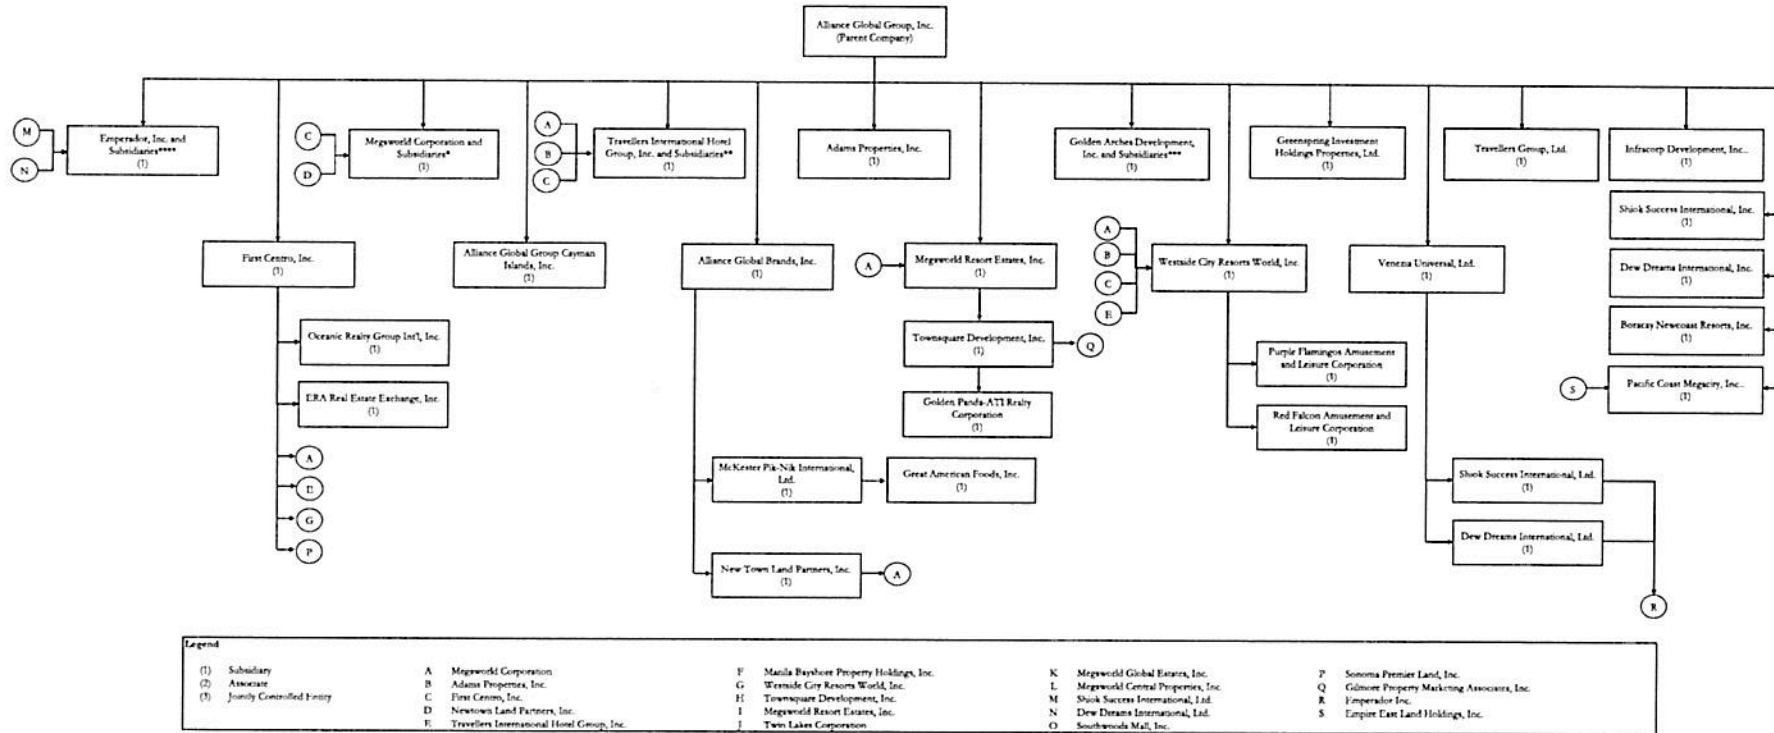 Alliance Global Group, Inc.
(Parent Company)
M
N
Emperador, Inc. and
Subsidiaries****
(1)
C
D
Megaworld Corporation and
Subsidiaries*
(1)
A
B
C
Travellers International Hotel
Group, Inc. and Subsidiaries**
(1)
Adams Properties, Inc.
(1)
Golden Arches Development,
Inc. and Subsidiaries***
(1)
Greenspring Investment
Holdings Properties, Ltd.
(1)
Travellers Group, Ltd.
(1)
Infracorp Development, Inc..
(1)
Shiok Success International, Inc.
(1)
Dew Dreams International, Inc.
(1)
Boracay Newcoast Resorts, Inc.
(1)
S
Pacific Coast Megacity, Inc..
(1)
First Centro, Inc.
(1)
Alliance Global Group Cayman
Islands, Inc.
(1)
Alliance Global Brands, Inc.
(1)
A
Megaworld Resort Estates, Inc.
(1)
A
B
C
E
Westside City Resorts World, Inc.
(1)
Venezia Universal, Ltd.
(1)
Oceanic Realty Group Int'l, Inc.
(1)
ERA Real Estate Exchange, Inc.
(1)
A
E
G
P
Townsquare Development, Inc.
(1)
Q
Golden Panda-ATI Realty
Corporation
(1)
Purple Flamingos Amusement
and Leisure Corporation
(1)
Red Falcon Amusement and
Leisure Corporation
(1)
McKester Pik-Nik International,
Ltd.
(1)
Great American Foods, Inc.
(1)
New Town Land Partners, Inc.
(1)
A
Shiok Success International, Ltd.
(1)
Dew Dreams International, Ltd.
(1)
R
Legend
(1) Subsidiary
(2) Associate
(3) Jointly Controlled Entity
A Megaworld Corporation
B Adams Properties, Inc.
C First Centro, Inc.
D Newtown Land Partners, Inc.
E Travellers International Hotel Group, Inc.
F Manila Bayshore Property Holdings, Inc.
G Westside City Resorts World, Inc.
H Townsquare Development, Inc.
I Megaworld Resort Estates, Inc.
J Twin Lakes Corporation
K Megaworld Global Estates, Inc.
L Megaworld Central Properties, Inc
M Shiok Success International, Ltd.
N Dew Dreams International, Ltd.
O Southwoods Mall, Inc.
P Sonoma Premier Land, Inc.
Q Gilmore Property Marketing Associates, Inc.
R Emperador Inc.
S Empire East Land Holdings, Inc.